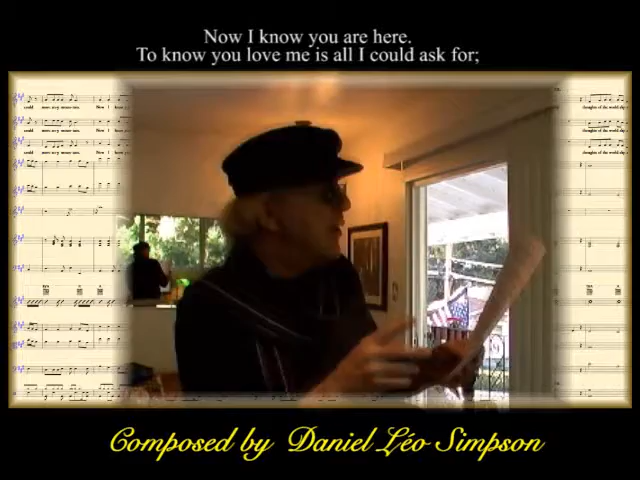 Now I know you are here.
To know you love me is all I could ask for;
Composed by Daniel Léo Simpson